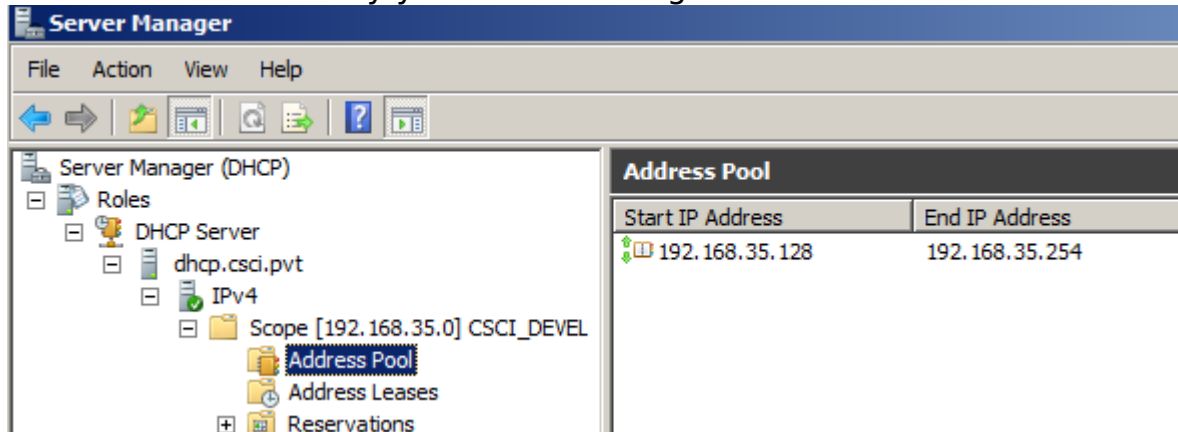 Server Manager
File Action View Help
Server Manager (DHCP)
Roles
DHCP Server
dhcp.csci.pvt
IPv4
Scope [192.168.35.0] CSCI_DEVEL
Address Pool
Address Leases
Reservations
Address Pool
Start IP Address End IP Address
192.168.35.128 192.168.35.254